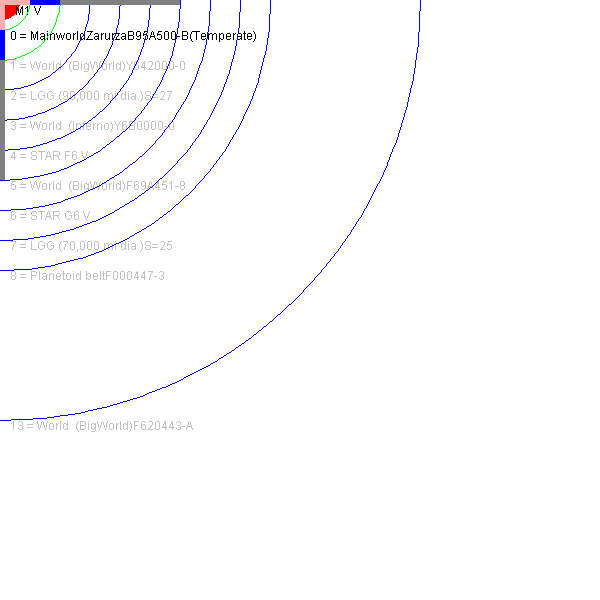 M1 V
0 = MainworldZarurzaB95A500-B(Temperate)
1 = World (BigWorld)Y842000-0
2 = LGG (90,000 mi dia.)S=27
3 = World (Inferno)Y6B0000-0
4 = STAR F6 V
5 = World (BigWorld)F69A451-8
6 = STAR G6 V
7 = LGG (70,000 mi dia.)S=25
8 = Planetoid beltF000447-3
13 = World (BigWorld)F620443-A